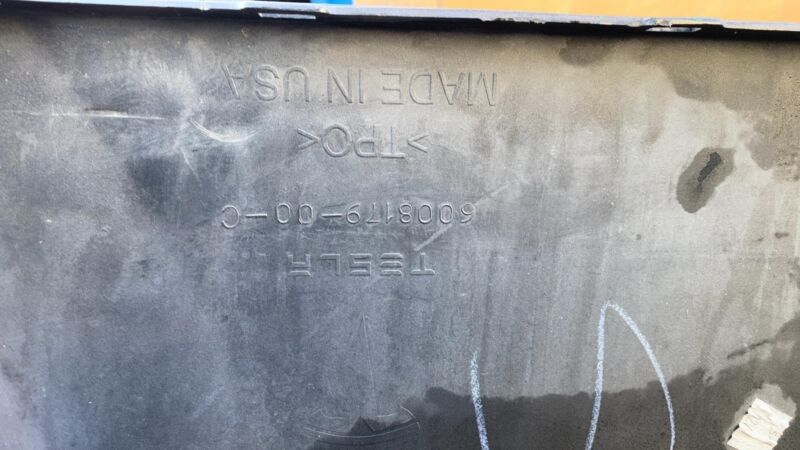 TESLA
6008179-00-C
>TPO<
MADE IN USA